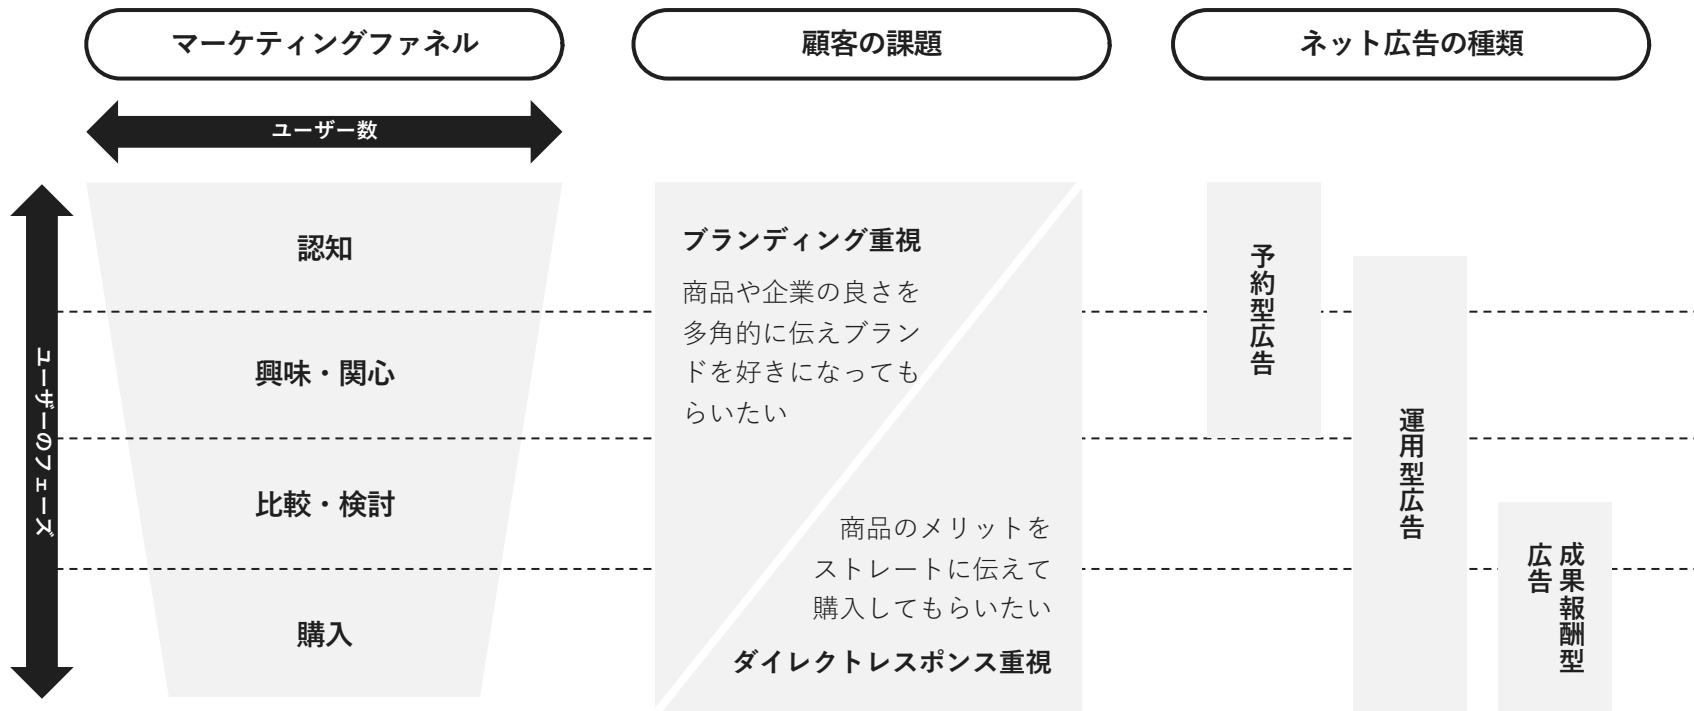 マーケティングファネル
顧客の課題
ネット広告の種類
ユーザー数
ユーザーのフェーズ
認知
興味・関心
比較・検討
購入
ブランディング重視
商品や企業の良さを
多角的に伝えブラン
ドを好きになっても
らいたい
商品のメリットを
ストレートに伝えて
購入してもらいたい
ダイレクトレスポンス重視
予約型広告
運用型広告
成果報酬型
広告